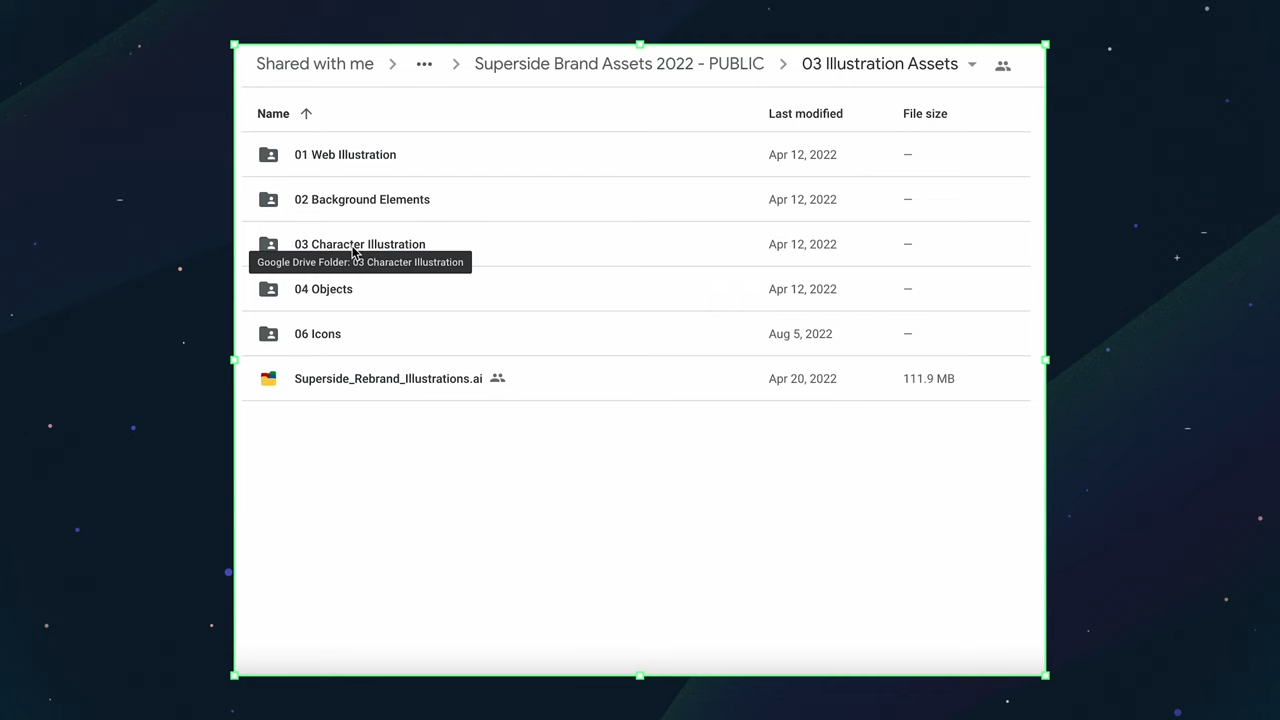 Shared with me > ••• > Superside Brand Assets 2022 - PUBLIC > 03 Illustration Assets
Name Last modified File size
01 Web Illustration Apr 12, 2022 –
02 Background Elements Apr 12, 2022 –
03 Character Illustration Apr 12, 2022 –
Google Drive Folder: 03 Character Illustration
04 Objects Apr 12, 2022 –
06 Icons Aug 5, 2022 –
Superside_Rebrand_Illustrations.ai Apr 20, 2022 111.9 MB